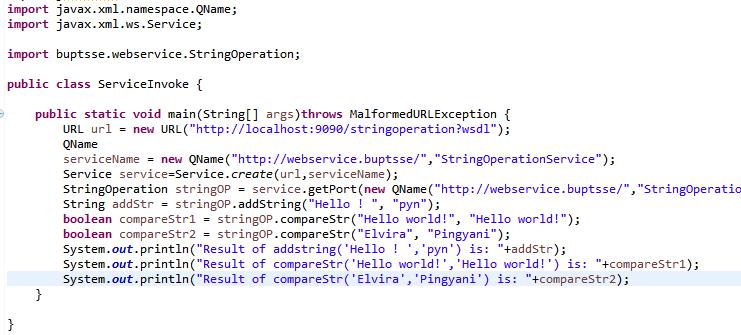 import javax.xml.namespace.QName;
import javax.xml.ws.Service;

import buptsse.webservice.StringOperation;

public class ServiceInvoke {

    public static void main(String[] args)throws MalformedURLException {
        URL url = new URL("http://localhost:9090/stringoperation?wsdl");
        QName
        serviceName = new QName("http://webservice.buptsse/","StringOperationService");
        Service service=Service.create(url,serviceName);
        StringOperation stringOP = service.getPort(new QName("http://webservice.buptsse/","StringOperatio
        String addStr = stringOP.addString("Hello ! ", "pyn");
        boolean compareStr1 = stringOP.compareStr("Hello world!", "Hello world!");
        boolean compareStr2 = stringOP.compareStr("Elvira", "Pingyani");
        System.out.println("Result of addstring('Hello ! ','pyn') is: "+addStr);
        System.out.println("Result of compareStr('Hello world!','Hello world!') is: "+compareStr1);
        System.out.println("Result of compareStr('Elvira','Pingyani') is: "+compareStr2);
    }

}